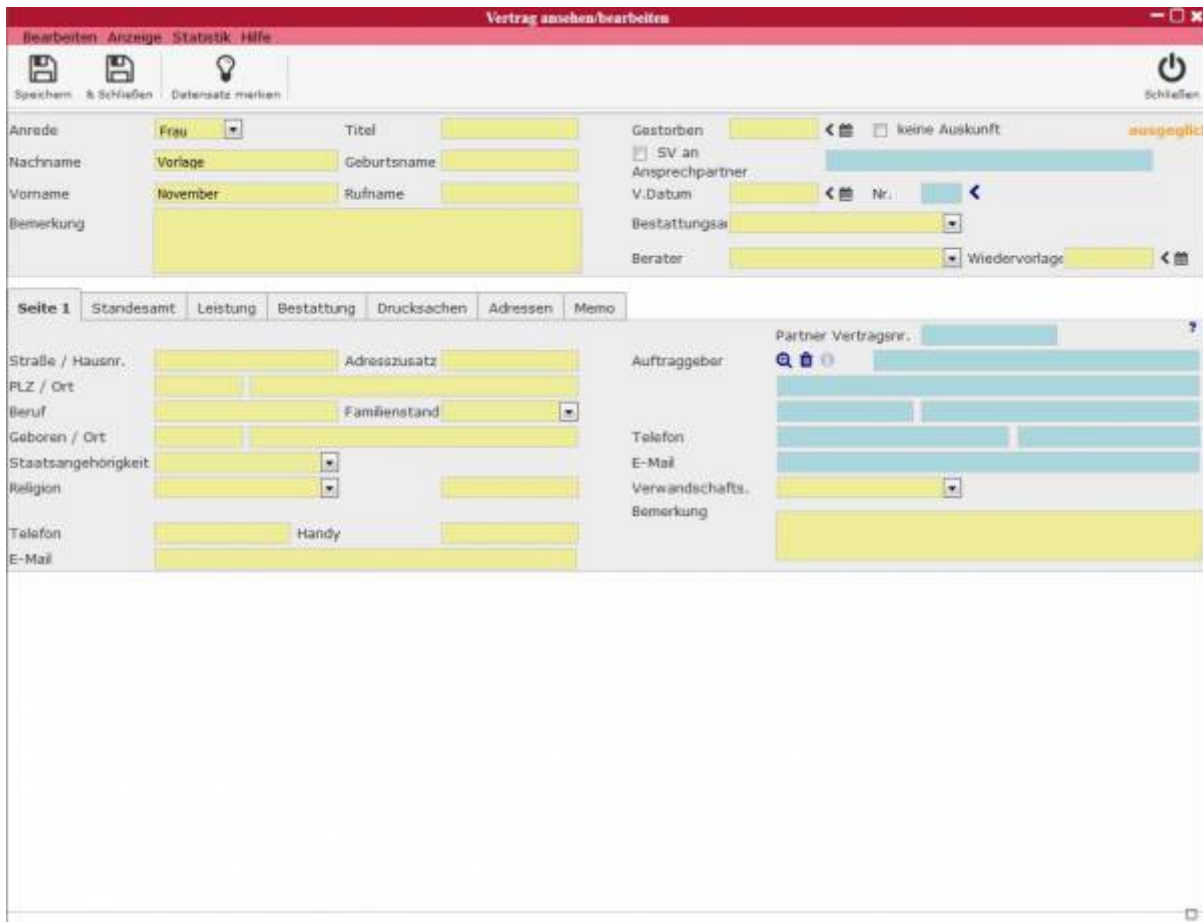 Vertrag ansehen/bearbeiten
Bearbeiten Anzeige Statistik Hilfe
Speichern & Schließen Datensatz merken Schließen
Anrede Frau Titel Gestorben keine Auskunft ausgeglic
Nachname Vorlage Geburtsname SV an Ansprechpartner
Vorname November Rufname V.Datum Nr.
Bemerkung Bestattungsa
Berater Wiedervorlage
Seite 1 Standesamt Leistung Bestattung Drucksachen Adressen Memo
Partner Vertragsnr. ?
Straße / Hausnr. Adresszusatz Auftraggeber
PLZ / Ort
Beruf Familienstand
Geboren / Ort Telefon
Staatsangehörigkeit E-Mail
Religion Verwandschafts.
Bemerkung
Telefon Handy
E-Mail